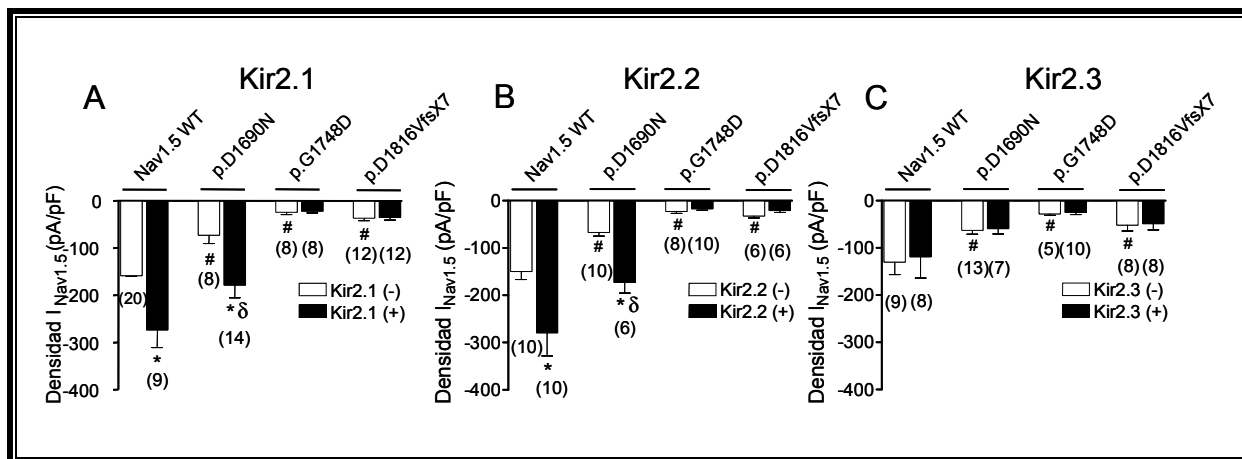 Kir2.1
Kir2.2
Kir2.3
A
B
C
Nav1.5 WT
p.D1690N
p.G1748D
p.D1816VfsX7
Densidad I Nav1.5 (pA/pF)
0
-100
-200
-300
-400
(20)
*
(9)
#
(8)
* δ
(14)
#
(8) (8)
#
(12) (12)
Kir2.1 (-)
Kir2.1 (+)
Nav1.5 WT
p.D1690N
p.G1748D
p.D1816VfsX7
Densidad I Nav1.5 (pA/pF)
0
-100
-200
-300
-400
(10)
*
(10)
#
(10)
* δ
(6)
#
(8) (10)
#
(6) (6)
Kir2.2 (-)
Kir2.2 (+)
Nav1.5 WT
p.D1690N
p.G1748D
p.D1816VfsX7
Densidad I Nav1.5 (pA/pF)
0
-100
-200
-300
-400
(9) (8)
#
(13)(7)
#
(5) (10)
#
(8) (8)
Kir2.3 (-)
Kir2.3 (+)